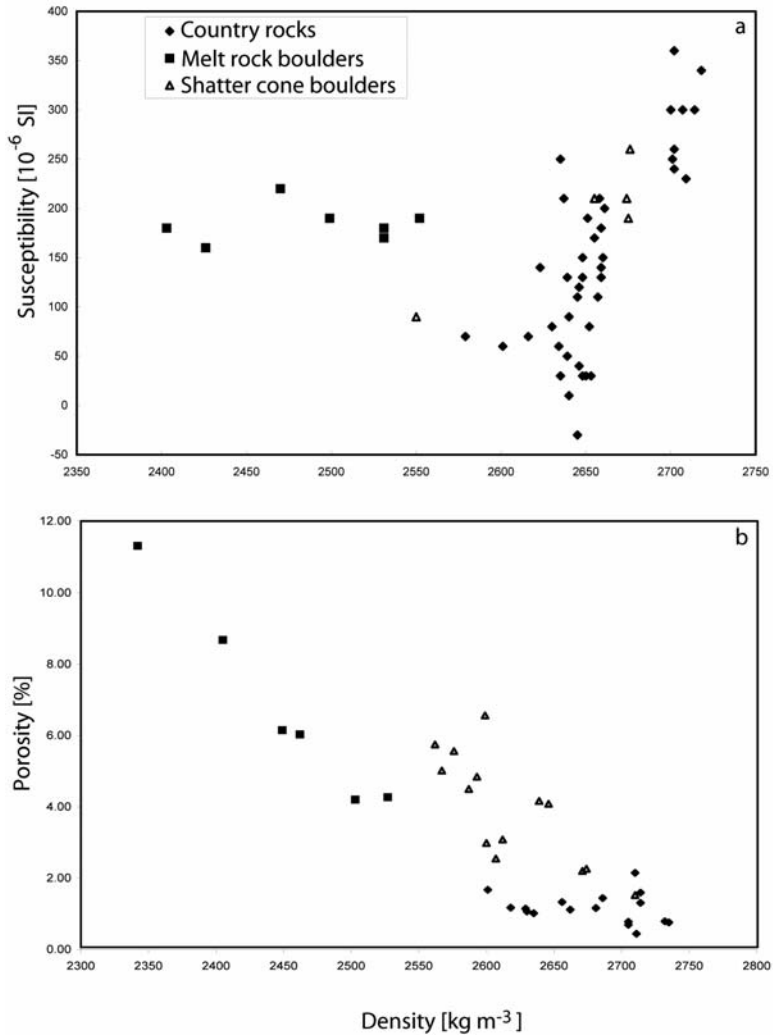 a
Country rocks
Melt rock boulders
Shatter cone boulders
Susceptibility [10⁻⁶ SI]
400
350
300
250
200
150
100
50
0
-50
2350 2400 2450 2500 2550 2600 2650 2700 2750
b
Porosity [%]
12.00
10.00
8.00
6.00
4.00
2.00
0.00
2300 2350 2400 2450 2500 2550 2600 2650 2700 2750 2800
Density [kg m⁻³]